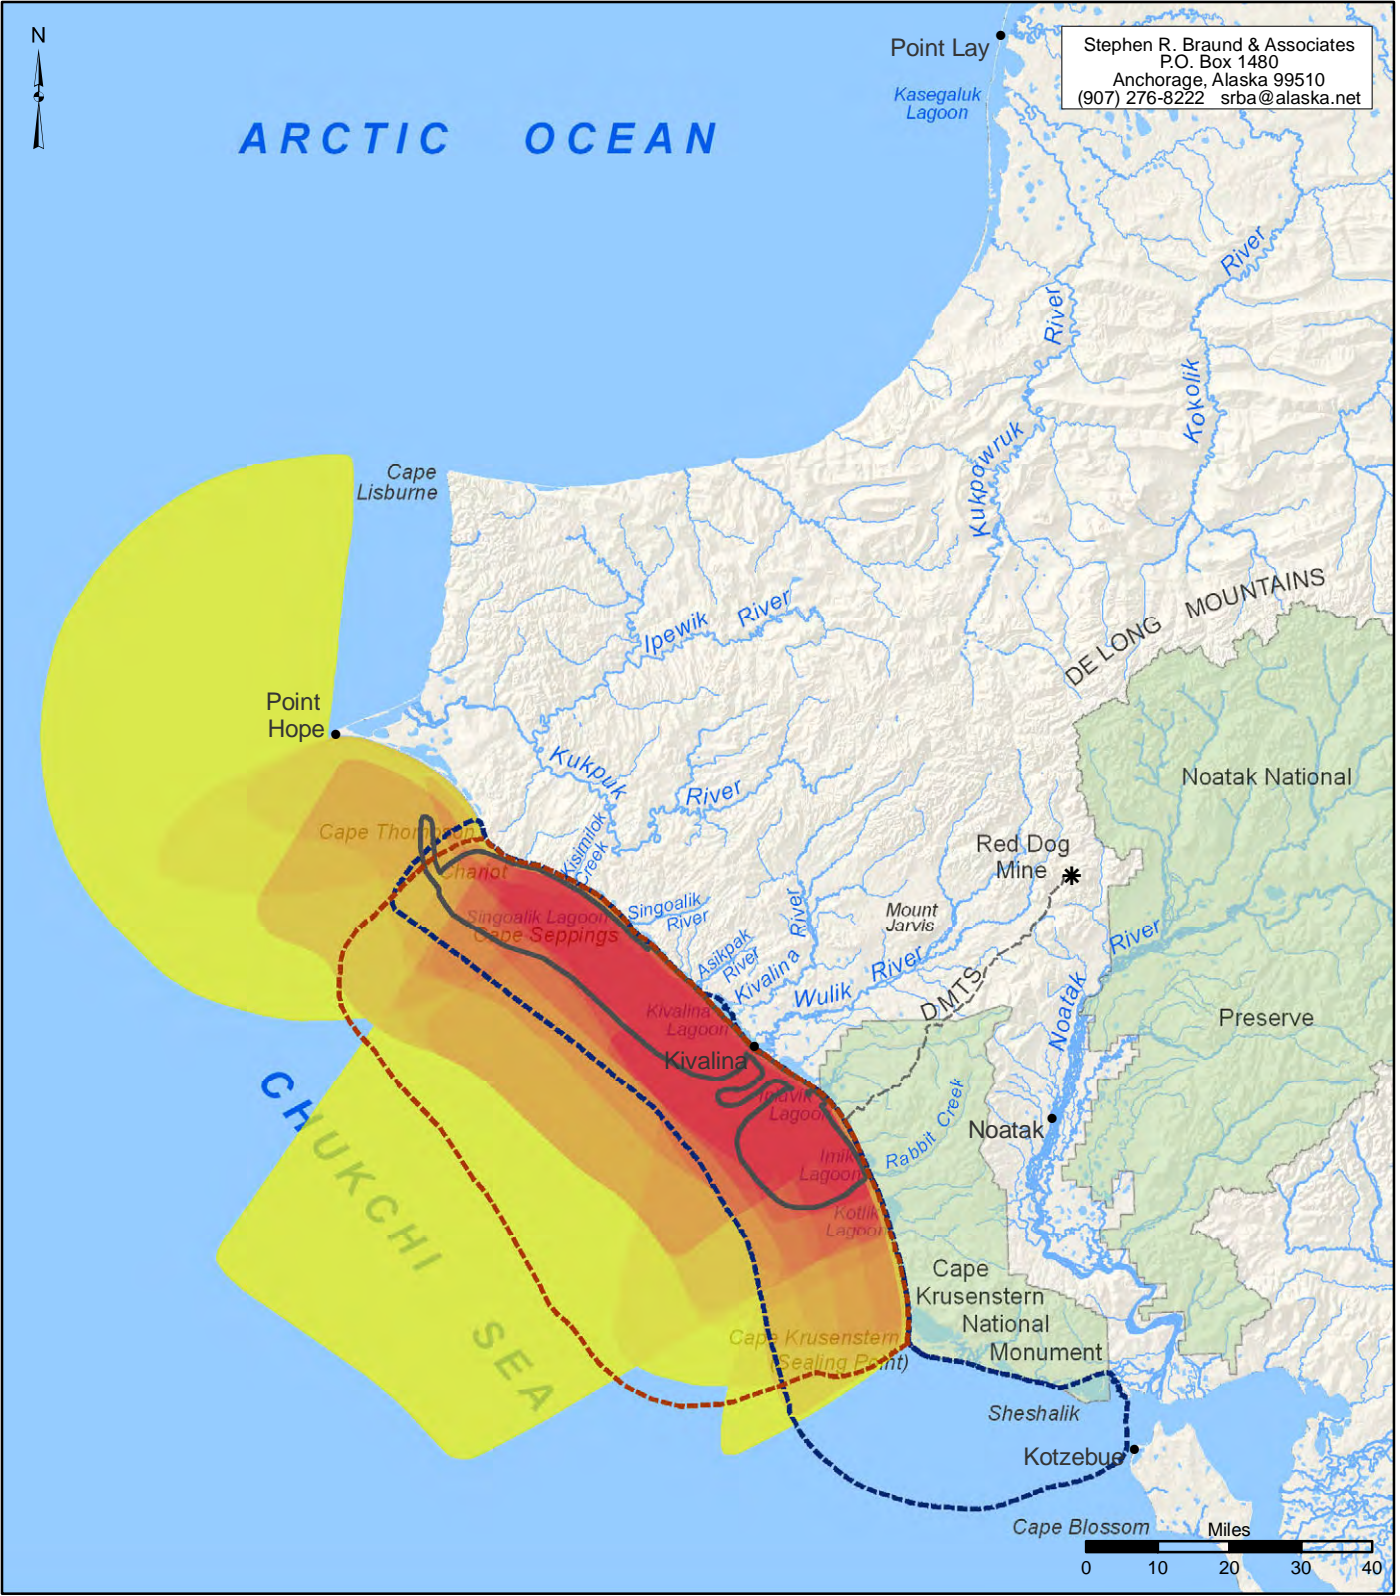 N
Point Lay
Stephen R. Braund & Associates
P.O. Box 1480
Anchorage, Alaska 99510
(907) 276-8222 srba@alaska.net
Kasegaluk
Lagoon
ARCTIC OCEAN
River
River
Kokolik
Kukpowruk
Cape
Lisburne
DE LONG MOUNTAINS
Ipewik River
Point
Hope
Kukpuk
River
Noatak National
Cape Thompson
Chariot
Kisimilok
Creek
Red Dog
Mine
Singoalik Lagoon
Cape Seppings
Singoalik
River
Mount
Jarvis
Asikpak
River
Kivalina River
Wulik River
River
DMTS
Noatak
Preserve
Kivalina
Lagoon
Kivalina
CHUKCHI SEA
Lagoon
Rabbit Creek
Noatak
Imik
Lagoon
Kotlik
Lagoon
Cape
Krusenstern
National
Monument
Cape Krusenstern
(Sealing Point)
Sheshalik
Kotzebue
Cape Blossom
Miles
0 10 20 30 40